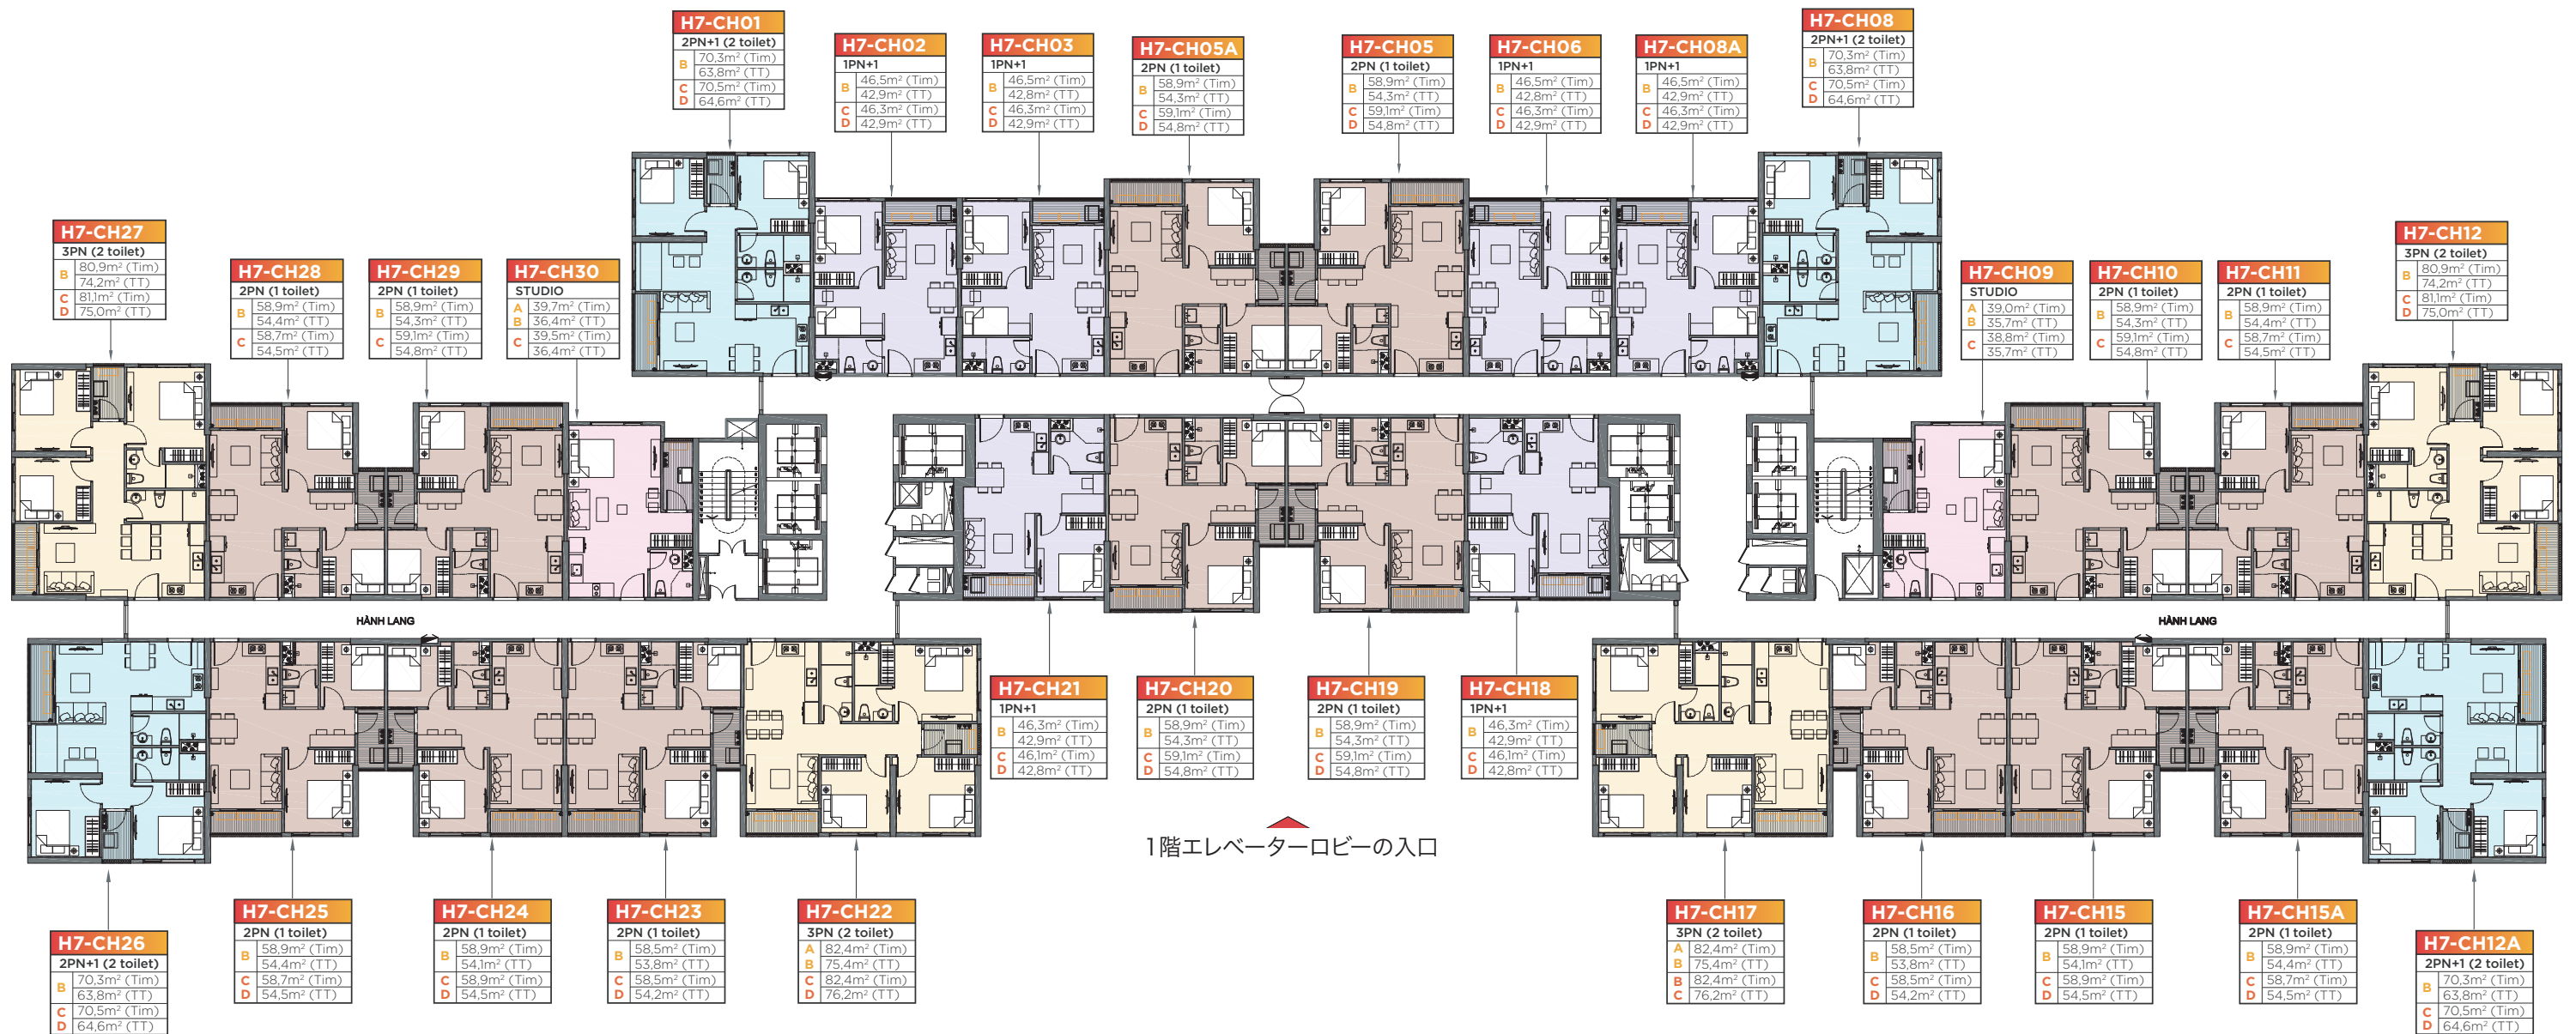 H7-CH01
2PN+1 (2 toilet)
B 70,3m² (Tim)
63,8m² (TT)
C 70,5m² (Tim)
D 64,6m² (TT)
H7-CH02
1PN+1
B 46,5m² (Tim)
42,9m² (TT)
C 46,3m² (Tim)
D 42,9m² (TT)
H7-CH03
1PN+1
B 46,5m² (Tim)
42,8m² (TT)
C 46,3m² (Tim)
D 42,9m² (TT)
H7-CH05A
2PN (1 toilet)
B 58,9m² (Tim)
54,3m² (TT)
C 59,1m² (Tim)
D 54,8m² (TT)
H7-CH05
2PN (1 toilet)
B 58,9m² (Tim)
54,3m² (TT)
C 59,1m² (Tim)
D 54,8m² (TT)
H7-CH06
1PN+1
B 46,5m² (Tim)
42,8m² (TT)
C 46,3m² (Tim)
D 42,9m² (TT)
H7-CH08A
1PN+1
B 46,5m² (Tim)
42,9m² (TT)
C 46,3m² (Tim)
D 42,9m² (TT)
H7-CH08
2PN+1 (2 toilet)
B 70,3m² (Tim)
63,8m² (TT)
C 70,5m² (Tim)
D 64,6m² (TT)
H7-CH27
3PN (2 toilet)
B 80,9m² (Tim)
74,2m² (TT)
C 81,1m² (Tim)
D 75,0m² (TT)
H7-CH28
2PN (1 toilet)
B 58,9m² (Tim)
54,4m² (TT)
C 58,7m² (Tim)
54,5m² (TT)
H7-CH29
2PN (1 toilet)
B 58,9m² (Tim)
54,3m² (TT)
C 59,1m² (Tim)
54,8m² (TT)
H7-CH30
STUDIO
A 39,7m² (Tim)
B 36,4m² (TT)
C 39,5m² (Tim)
36,4m² (TT)
H7-CH09
STUDIO
A 39,0m² (Tim)
B 35,7m² (TT)
C 38,8m² (Tim)
35,7m² (TT)
H7-CH10
2PN (1 toilet)
B 58,9m² (Tim)
54,3m² (TT)
C 59,1m² (Tim)
54,8m² (TT)
H7-CH11
2PN (1 toilet)
B 58,9m² (Tim)
54,4m² (TT)
C 58,7m² (Tim)
54,5m² (TT)
H7-CH12
3PN (2 toilet)
B 80,9m² (Tim)
74,2m² (TT)
C 81,1m² (Tim)
D 75,0m² (TT)
HÀNH LANG
HÀNH LANG
H7-CH21
1PN+1
B 46,3m² (Tim)
42,9m² (TT)
C 46,1m² (Tim)
D 42,8m² (TT)
H7-CH20
2PN (1 toilet)
B 58,9m² (Tim)
54,3m² (TT)
C 59,1m² (Tim)
D 54,8m² (TT)
H7-CH19
2PN (1 toilet)
B 58,9m² (Tim)
54,3m² (TT)
C 59,1m² (Tim)
D 54,8m² (TT)
H7-CH18
1PN+1
B 46,3m² (Tim)
42,9m² (TT)
C 46,1m² (Tim)
D 42,8m² (TT)
1階エレベーターロビーの入口
H7-CH26
2PN+1 (2 toilet)
B 70,3m² (Tim)
63,8m² (TT)
C 70,5m² (Tim)
D 64,6m² (TT)
H7-CH25
2PN (1 toilet)
B 58,9m² (Tim)
54,4m² (TT)
C 58,7m² (Tim)
D 54,5m² (TT)
H7-CH24
2PN (1 toilet)
B 58,9m² (Tim)
54,1m² (TT)
C 58,9m² (Tim)
D 54,5m² (TT)
H7-CH23
2PN (1 toilet)
B 58,5m² (Tim)
53,8m² (TT)
C 58,5m² (Tim)
D 54,2m² (TT)
H7-CH22
3PN (2 toilet)
A 82,4m² (Tim)
B 75,4m² (TT)
C 82,4m² (Tim)
D 76,2m² (TT)
H7-CH17
3PN (2 toilet)
A 82,4m² (Tim)
B 75,4m² (TT)
B 82,4m² (Tim)
C 76,2m² (TT)
H7-CH16
2PN (1 toilet)
B 58,5m² (Tim)
53,8m² (TT)
C 58,5m² (Tim)
D 54,2m² (TT)
H7-CH15
2PN (1 toilet)
B 58,9m² (Tim)
54,1m² (TT)
C 58,9m² (Tim)
D 54,5m² (TT)
H7-CH15A
2PN (1 toilet)
B 58,9m² (Tim)
54,4m² (TT)
C 58,7m² (Tim)
D 54,5m² (TT)
H7-CH12A
2PN+1 (2 toilet)
B 70,3m² (Tim)
63,8m² (TT)
C 70,5m² (Tim)
D 64,6m² (TT)